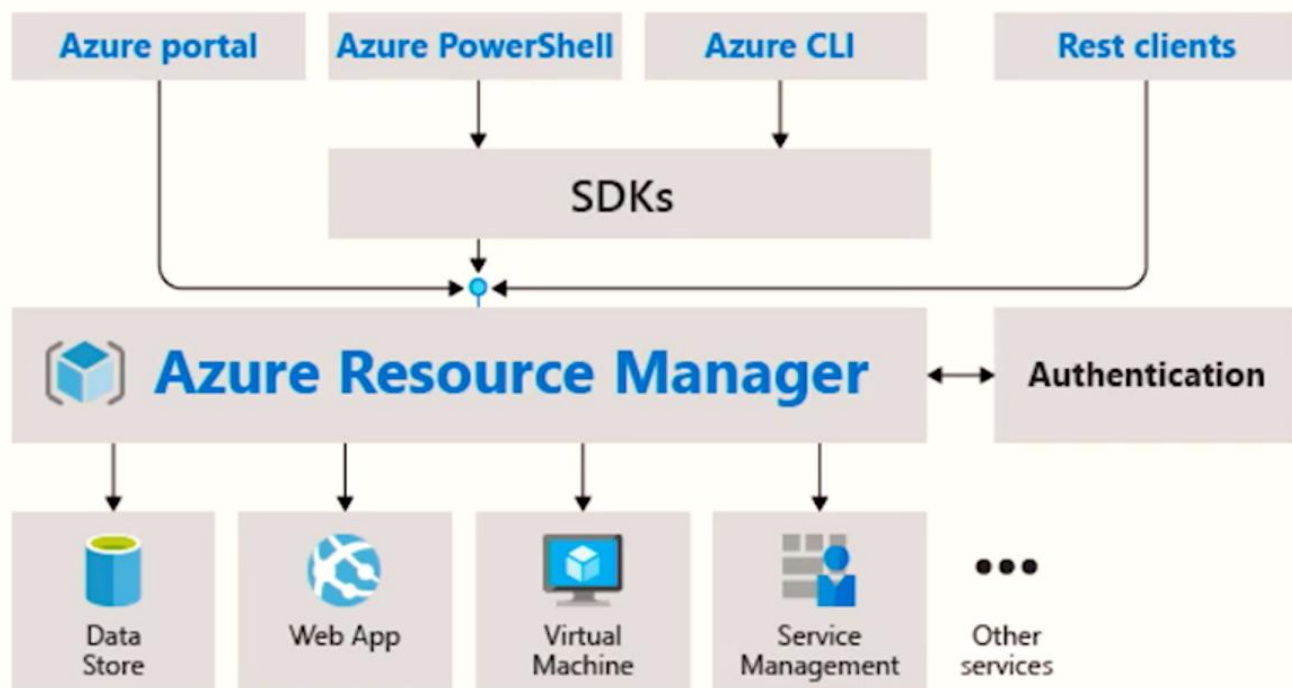 Azure portal
Azure PowerShell
Azure CLI
Rest clients
SDKs
Azure Resource Manager
Authentication
Data
Store
Web App
Virtual
Machine
Service
Management
Other
services